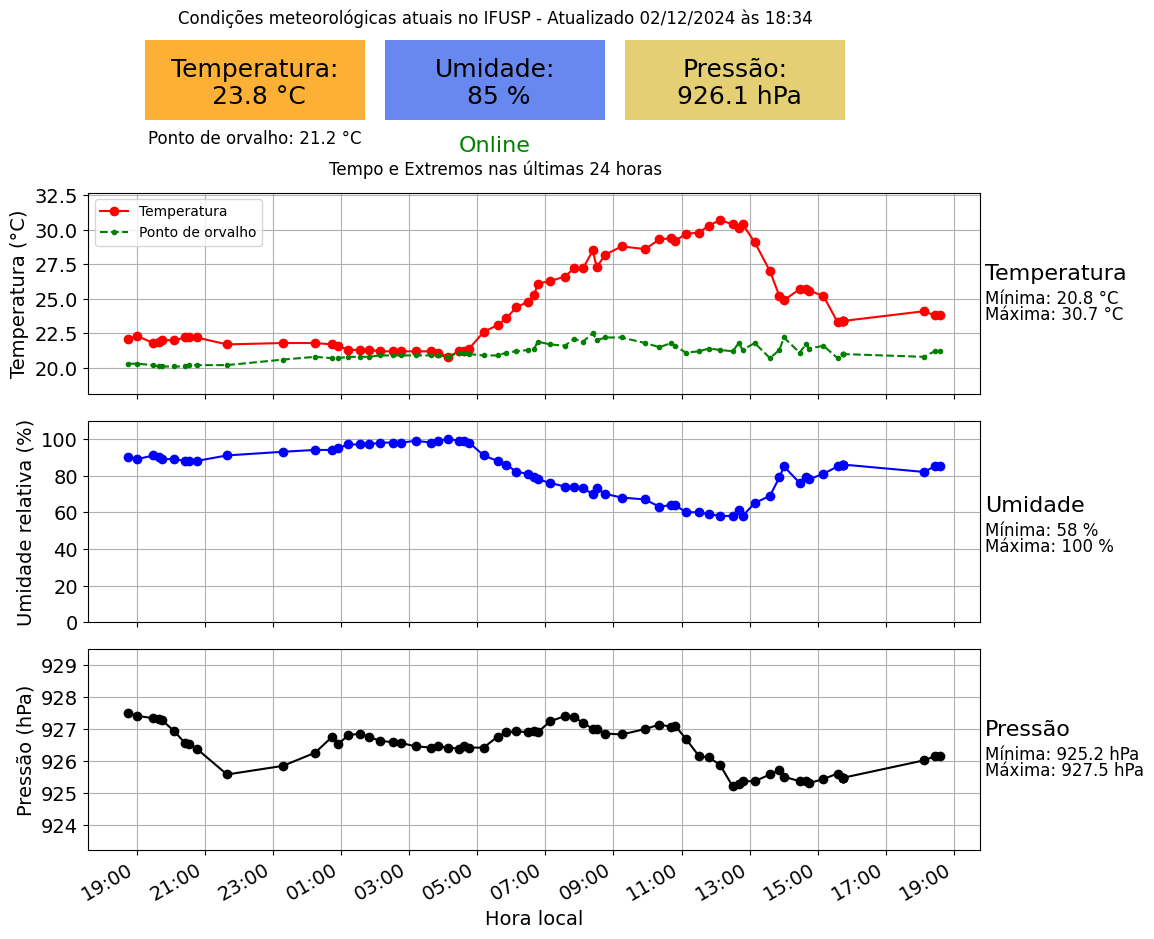 Condições meteorológicas atuais no IFUSP - Atualizado 02/12/2024 às 18:34
Temperatura:
23.8 °C
Umidade:
85 %
Pressão:
926.1 hPa
Ponto de orvalho: 21.2 °C
Online
Tempo e Extremos nas últimas 24 horas
Temperatura (°C)
32.5
30.0
27.5
25.0
22.5
20.0
Temperatura
Ponto de orvalho
Temperatura
Mínima: 20.8 °C
Máxima: 30.7 °C
Umidade relativa (%)
100
80
60
40
20
0
Umidade
Mínima: 58 %
Máxima: 100 %
Pressão (hPa)
929
928
927
926
925
924
Pressão
Mínima: 925.2 hPa
Máxima: 927.5 hPa
19:00 21:00 23:00 01:00 03:00 05:00 07:00 09:00 11:00 13:00 15:00 17:00 19:00
Hora local